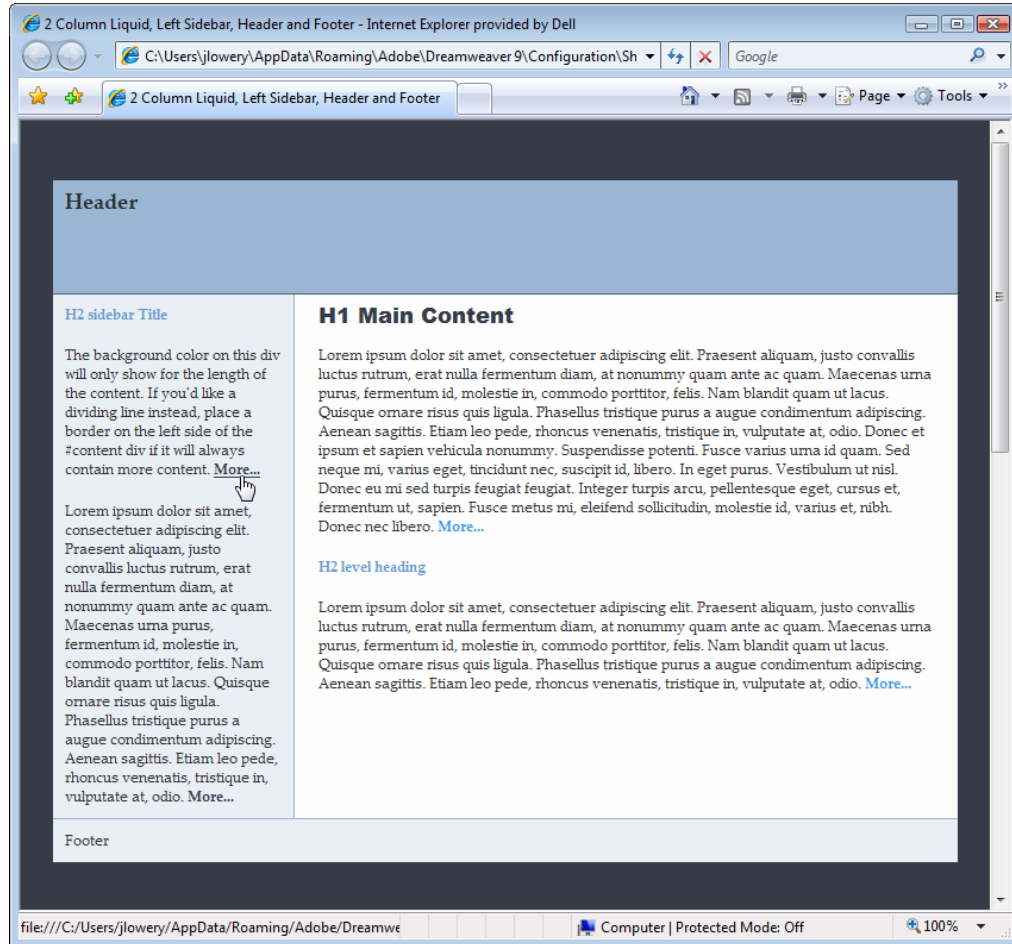 2 Column Liquid, Left Sidebar, Header and Footer - Internet Explorer provided by Dell
C:\Users\jlowery\AppData\Roaming\Adobe\Dreamweaver 9\Configuration\Sh
Google
2 Column Liquid, Left Sidebar, Header and Footer
Page
Tools
»
Header
H2 sidebar Title
The background color on this div
will only show for the length of
the content. If you'd like a
dividing line instead, place a
border on the left side of the
#content div if it will always
contain more content. More...
Lorem ipsum dolor sit amet,
consectetuer adipiscing elit.
Praesent aliquam, justo
convallis luctus rutrum, erat
nulla fermentum diam, at
nonummy quam ante ac quam.
Maecenas urna purus,
fermentum id, molestie in,
commodo porttitor, felis. Nam
blandit quam ut lacus. Quisque
ornare risus quis ligula.
Phasellus tristique purus a
augue condimentum adipiscing.
Aenean sagittis. Etiam leo pede,
rhoncus venenatis, tristique in,
vulputate at, odio. More...
H1 Main Content
Lorem ipsum dolor sit amet, consectetuer adipiscing elit. Praesent aliquam, justo convallis
luctus rutrum, erat nulla fermentum diam, at nonummy quam ante ac quam. Maecenas urna
purus, fermentum id, molestie in, commodo porttitor, felis. Nam blandit quam ut lacus.
Quisque ornare risus quis ligula. Phasellus tristique purus a augue condimentum adipiscing.
Aenean sagittis. Etiam leo pede, rhoncus venenatis, tristique in, vulputate at, odio. Donec et
ipsum et sapien vehicula nonummy. Suspendisse potenti. Fusce varius urna id quam. Sed
neque mi, varius eget, tincidunt nec, suscipit id, libero. In eget purus. Vestibulum ut nisl.
Donec eu mi sed turpis feugiat feugiat. Integer turpis arcu, pellentesque eget, cursus et,
fermentum ut, sapien. Fusce metus mi, eleifend sollicitudin, molestie id, varius et, nibh.
Donec nec libero. More...
H2 level heading
Lorem ipsum dolor sit amet, consectetuer adipiscing elit. Praesent aliquam, justo convallis
luctus rutrum, erat nulla fermentum diam, at nonummy quam ante ac quam. Maecenas urna
purus, fermentum id, molestie in, commodo porttitor, felis. Nam blandit quam ut lacus.
Quisque ornare risus quis ligula. Phasellus tristique purus a augue condimentum adipiscing.
Aenean sagittis. Etiam leo pede, rhoncus venenatis, tristique in, vulputate at, odio. More...
Footer
file:///C:/Users/jlowery/AppData/Roaming/Adobe/Dreamwe
Computer | Protected Mode: Off
100%